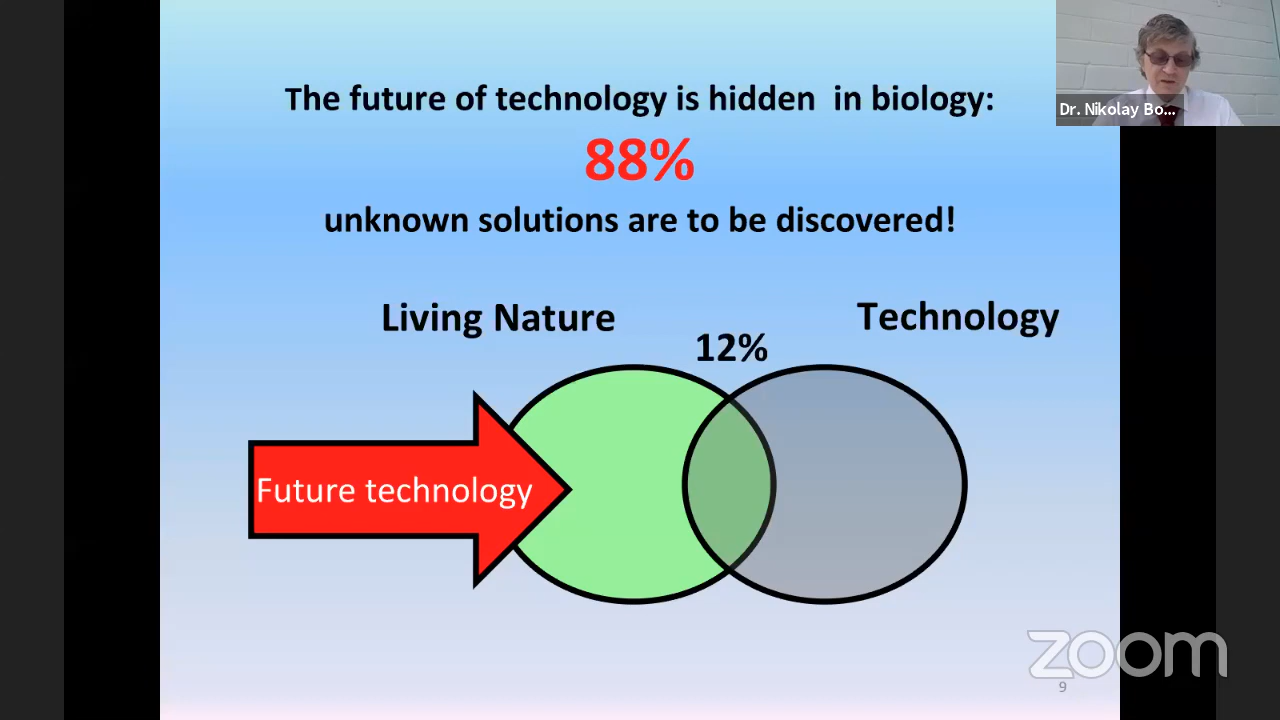 The future of technology is hidden in biology:
88%
unknown solutions are to be discovered!
Living Nature
Technology
12%
Future technology
Dr. Nikolay Bo...
zoom
9